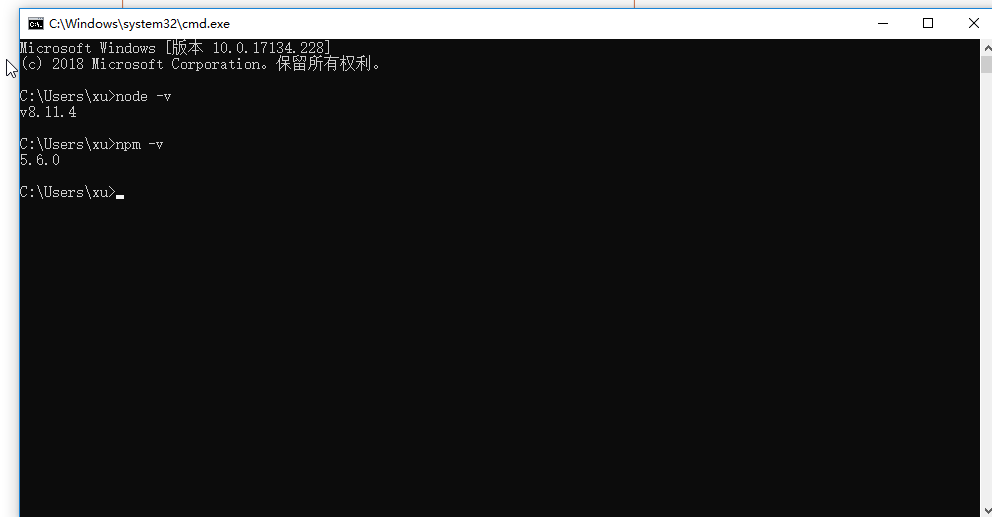 C:\Windows\system32\cmd.exe
Microsoft Windows [版本 10.0.17134.228]
(c) 2018 Microsoft Corporation。保留所有权利。
C:\Users\xu>node -v
v8.11.4
C:\Users\xu>npm -v
5.6.0
C:\Users\xu>